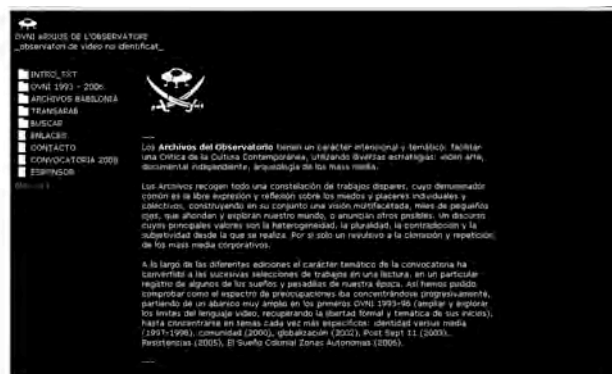 OVNI ARXIUS DE L'OBSERVATORI
_observatori de video no identificat_
INTRO_TXT
OVNI 1993 - 2006
ARCHIVOS BABILONIA
TRANSARAB
BUSCAR
ENLACES
CONTACTO
CONVOCATORIA 2008
Los Archivos del Observatorio tienen un carácter intencional y temático: facilitar
una Crítica de la Cultura Contemporánea, utilizando diversas estrategias: video arte,
documental independiente, arqueología de los mass media.
Los Archivos recogen todo una constelación de trabajos dispares, cuyo denominador
común es la libre expresión y reflexión sobre los miedos y placeres individuales y
colectivos, construyendo en su conjunto una visión multifacetada, miles de pequeños
ojos, que ahondan y exploran nuestro mundo, o anuncian otros posibles. Un discurso
cuyos principales valores son la heterogeneidad, la pluralidad, la contradicción y la
subjetividad desde la que se realiza. Por si solo un revulsivo a la clonación y repetición
de los mass media corporativos.
A lo largo de las diferentes ediciones el carácter temático de la convocatoria ha
convertido a las sucesivas selecciones de trabajos en una lectura, en un particular
registro de algunos de los sueños y pesadillas de nuestra época. Así hemos podido
comprobar como el espectro de preocupaciones iba concentrándose progresivamente,
partiendo de un abánico muy amplio en los primeros OVNI 1993-96 (ampliar y explorar
los límites del lenguaje video, recuperando la libertad formal y temática de sus inicios),
hasta concentrarse en temas cada vez más específicos: identidad versus media
(1997-1998), comunidad (2000), globalización (2002), Post Sept 11 (2003),
Resistencias (2005), El Sueño Colonial Zonas Autonomas (2006).